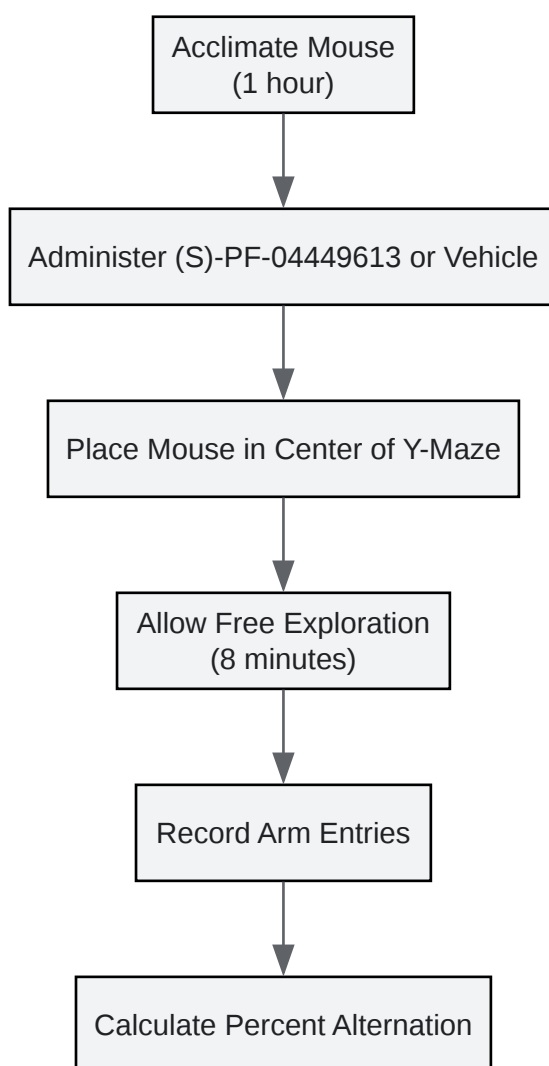 Acclimate Mouse
(1 hour)
Administer (S)-PF-04449613 or Vehicle
Place Mouse in Center of Y-Maze
Allow Free Exploration
(8 minutes)
Record Arm Entries
Calculate Percent Alternation